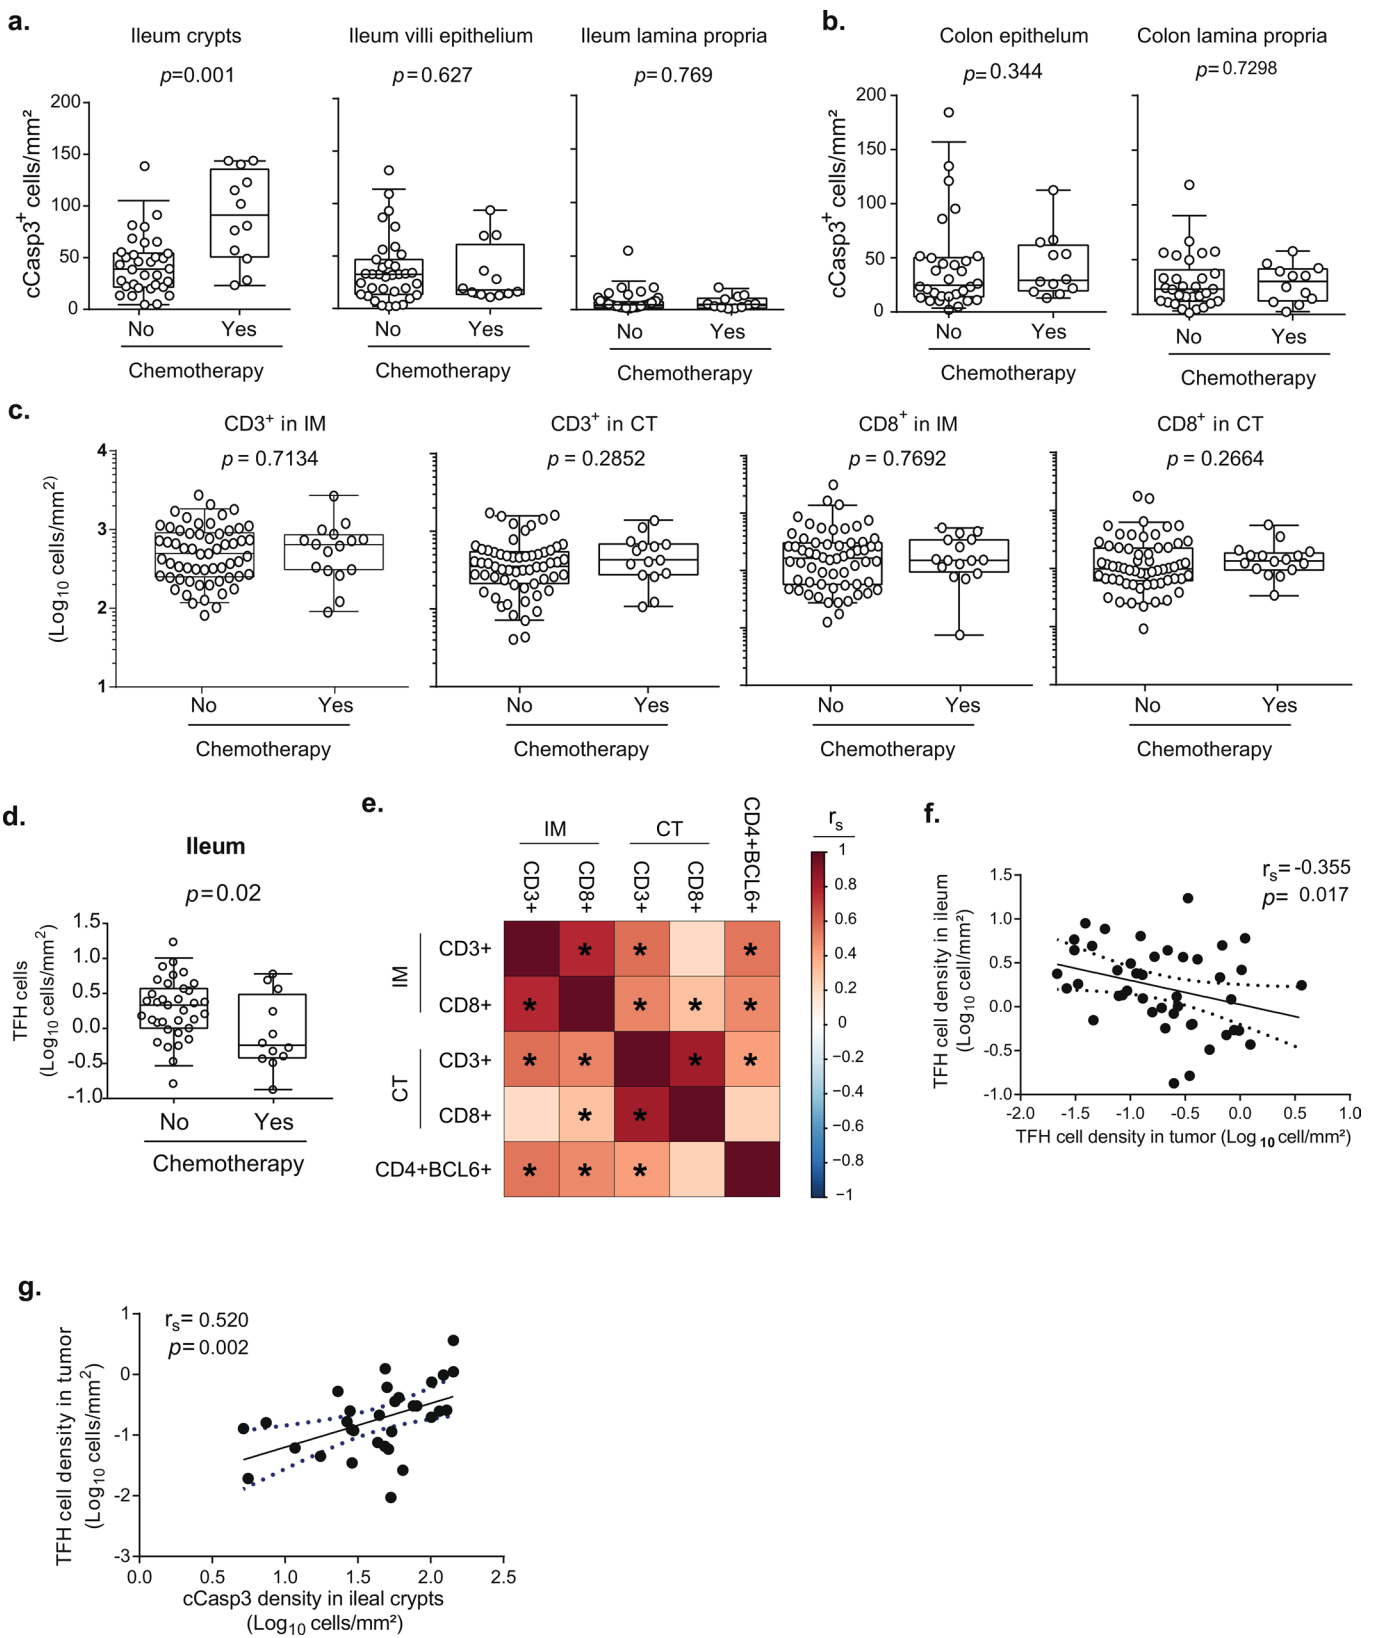 a.
Ileum crypts
p=0.001
Ileum villi epithelium
p=0.627
Ileum lamina propria
p=0.769
cCasp3+ cells/mm²
200
150
100
50
0
No Yes
Chemotherapy
No Yes
Chemotherapy
No Yes
Chemotherapy
b.
Colon epithelum
p=0.344
Colon lamina propria
p=0.7298
cCasp3+ cells/mm²
200
150
100
50
0
No Yes
Chemotherapy
No Yes
Chemotherapy
c.
CD3+ in IM
p = 0.7134
CD3+ in CT
p = 0.2852
CD8+ in IM
p = 0.7692
CD8+ in CT
p = 0.2664
(Log10 cells/mm2)
4
3
2
1
No Yes
Chemotherapy
No Yes
Chemotherapy
No Yes
Chemotherapy
No Yes
Chemotherapy
d.
Ileum
p=0.02
TFH cells
(Log10 cells/mm2)
1.5
1.0
0.5
0.0
-0.5
-1.0
No Yes
Chemotherapy
e.
IM CT
CD3+ CD8+ CD3+ CD8+ CD4+BCL6+
IM
CD3+ * * *
CD8+ * * * *
CT
CD3+ * * * *
CD8+ * *
CD4+BCL6+ * * *
rs
1
0.8
0.6
0.4
0.2
0
−0.2
−0.4
−0.6
−0.8
−1
f.
rs= -0.355
p= 0.017
TFH cell density in ileum
(Log10 cell/mm²)
1.5
1.0
0.5
0.0
-0.5
-1.0
-2.0 -1.5 -1.0 -0.5 0.0 0.5 1.0
TFH cell density in tumor (Log10 cell/mm²)
g.
rs= 0.520
p=0.002
TFH cell density in tumor
(Log10 cells/mm2)
1
0
-1
-2
-3
0.0 0.5 1.0 1.5 2.0 2.5
cCasp3 density in ileal crypts
(Log10 cells/mm²)